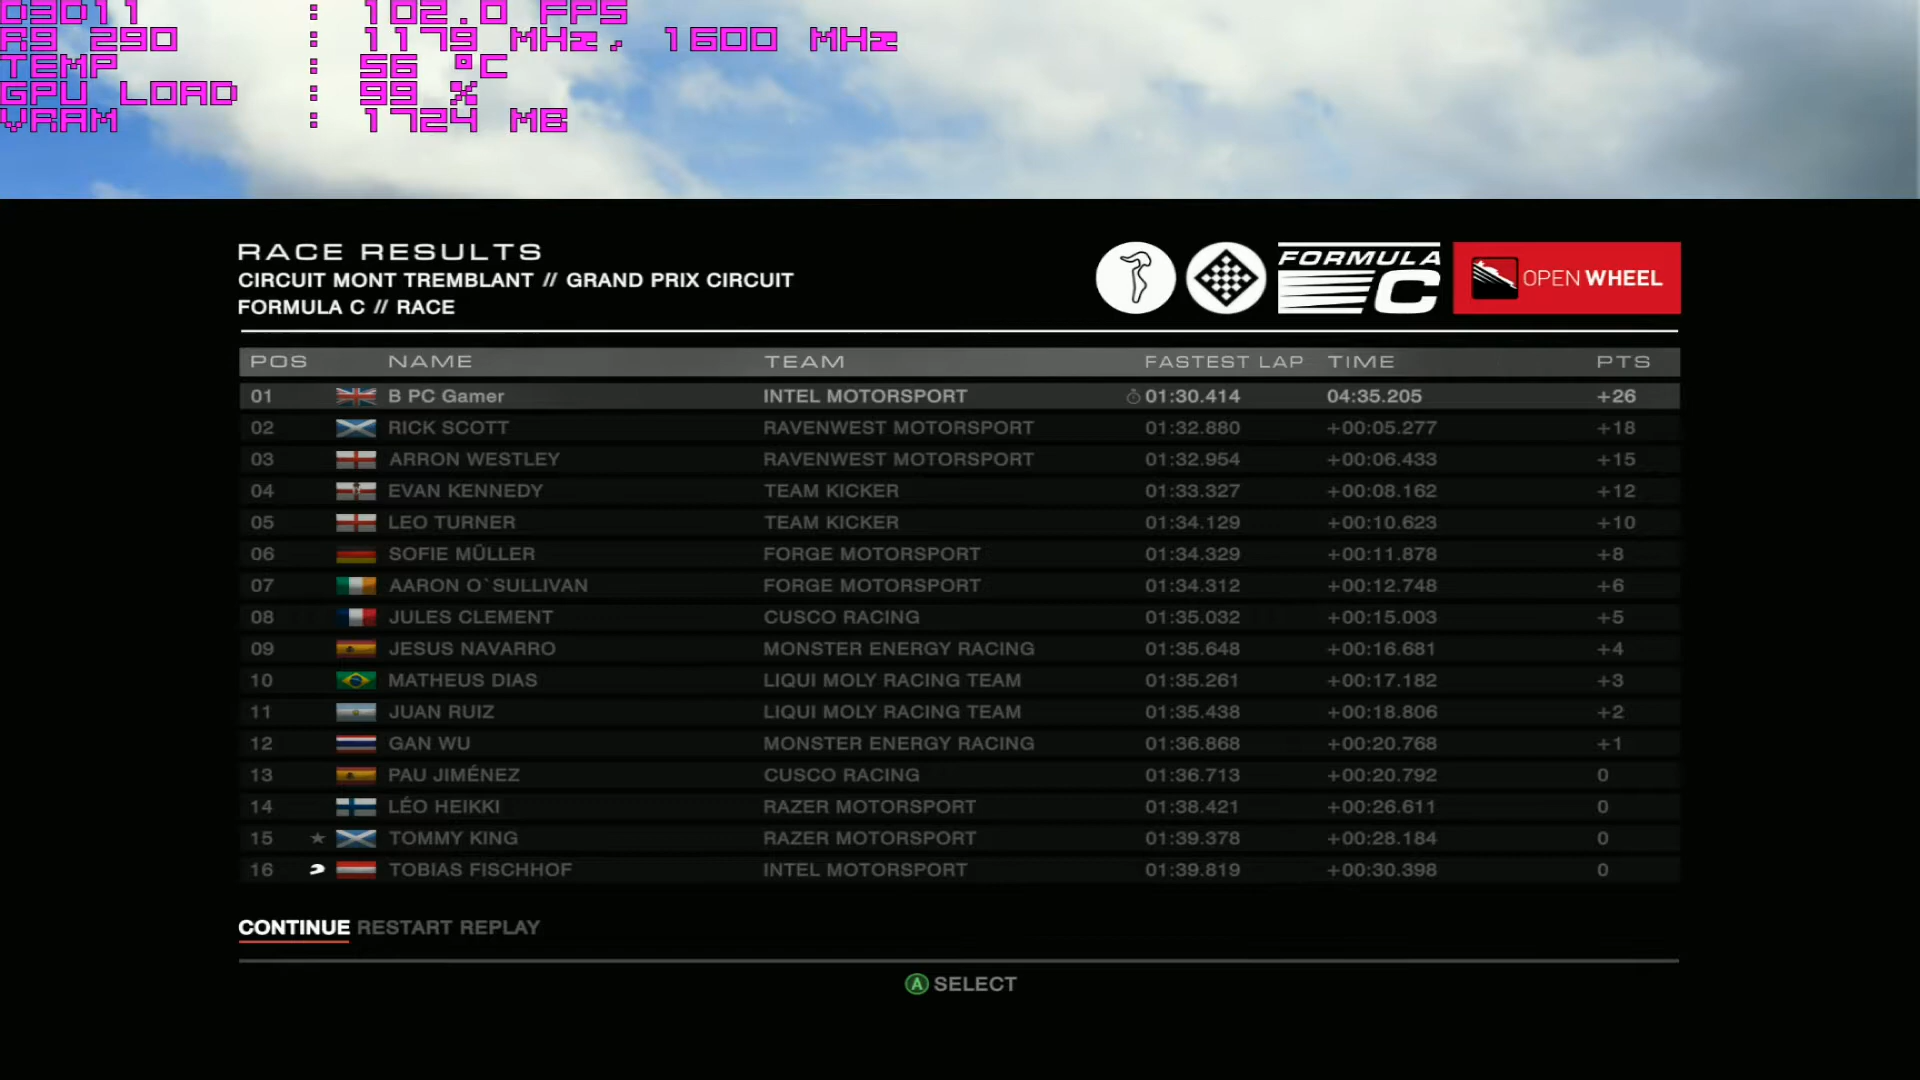 D3D11 : 102.0 FPS
R9 290 : 1179 MHz, 1600 MHz
TEMP : 56 °C
GPU LOAD : 99 %
VRAM : 1724 MB
RACE RESULTS
CIRCUIT MONT TREMBLANT // GRAND PRIX CIRCUIT
FORMULA C // RACE
FORMULA C
OPEN WHEEL
POS NAME TEAM FASTEST LAP TIME PTS
01 B PC Gamer INTEL MOTORSPORT 01:30.414 04:35.205 +26
02 RICK SCOTT RAVENWEST MOTORSPORT 01:32.880 +00:05.277 +18
03 ARRON WESTLEY RAVENWEST MOTORSPORT 01:32.954 +00:06.433 +15
04 EVAN KENNEDY TEAM KICKER 01:33.327 +00:08.162 +12
05 LEO TURNER TEAM KICKER 01:34.129 +00:10.623 +10
06 SOFIE MÜLLER FORGE MOTORSPORT 01:34.329 +00:11.878 +8
07 AARON O`SULLIVAN FORGE MOTORSPORT 01:34.312 +00:12.748 +6
08 JULES CLEMENT CUSCO RACING 01:35.032 +00:15.003 +5
09 JESUS NAVARRO MONSTER ENERGY RACING 01:35.648 +00:16.681 +4
10 MATHEUS DIAS LIQUI MOLY RACING TEAM 01:35.261 +00:17.182 +3
11 JUAN RUIZ LIQUI MOLY RACING TEAM 01:35.438 +00:18.806 +2
12 GAN WU MONSTER ENERGY RACING 01:36.868 +00:20.768 +1
13 PAU JIMÉNEZ CUSCO RACING 01:36.713 +00:20.792 0
14 LÉO HEIKKI RAZER MOTORSPORT 01:38.421 +00:26.611 0
15 TOMMY KING RAZER MOTORSPORT 01:39.378 +00:28.184 0
16 TOBIAS FISCHHOF INTEL MOTORSPORT 01:39.819 +00:30.398 0
CONTINUE RESTART REPLAY
A SELECT